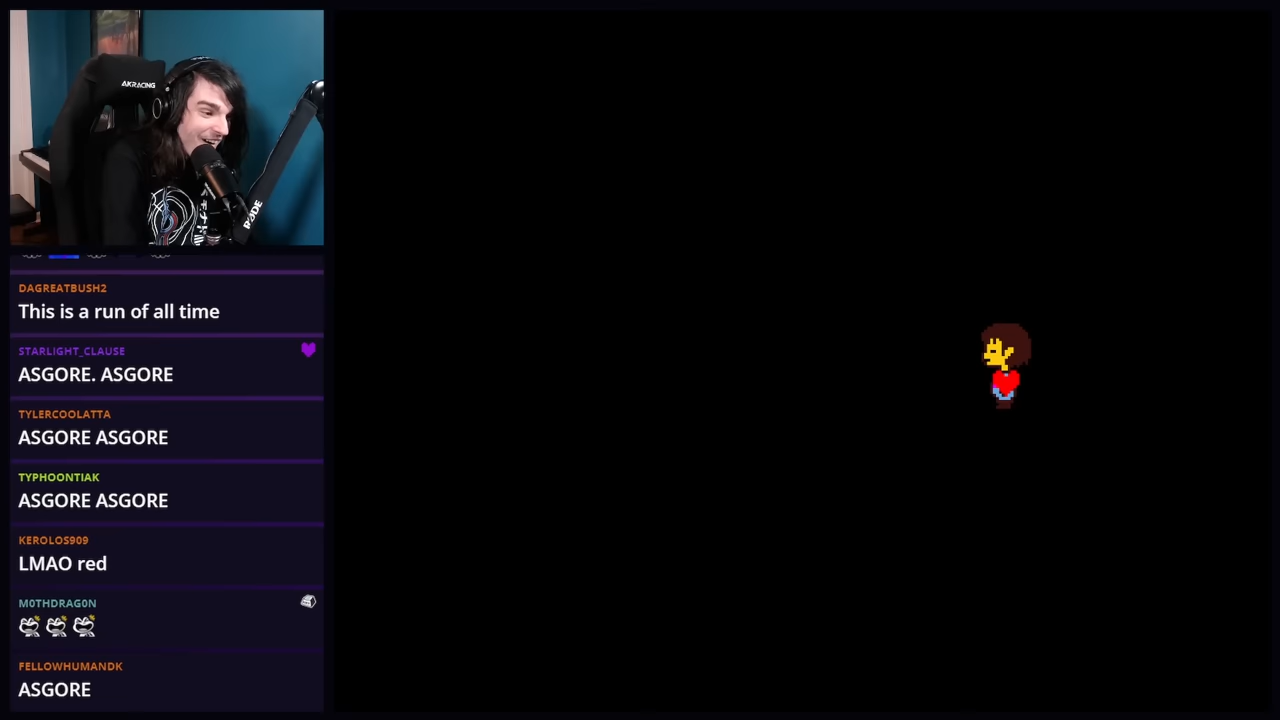 AKRACING
RØDE
DAGREATBUSH2
This is a run of all time
STARLIGHT_CLAUSE
ASGORE. ASGORE
TYLERCOOLATTA
ASGORE ASGORE
TYPHOONTIAK
ASGORE ASGORE
KEROLOS909
LMAO red
M0THDRAG0N
FELLOWHUMANDK
ASGORE